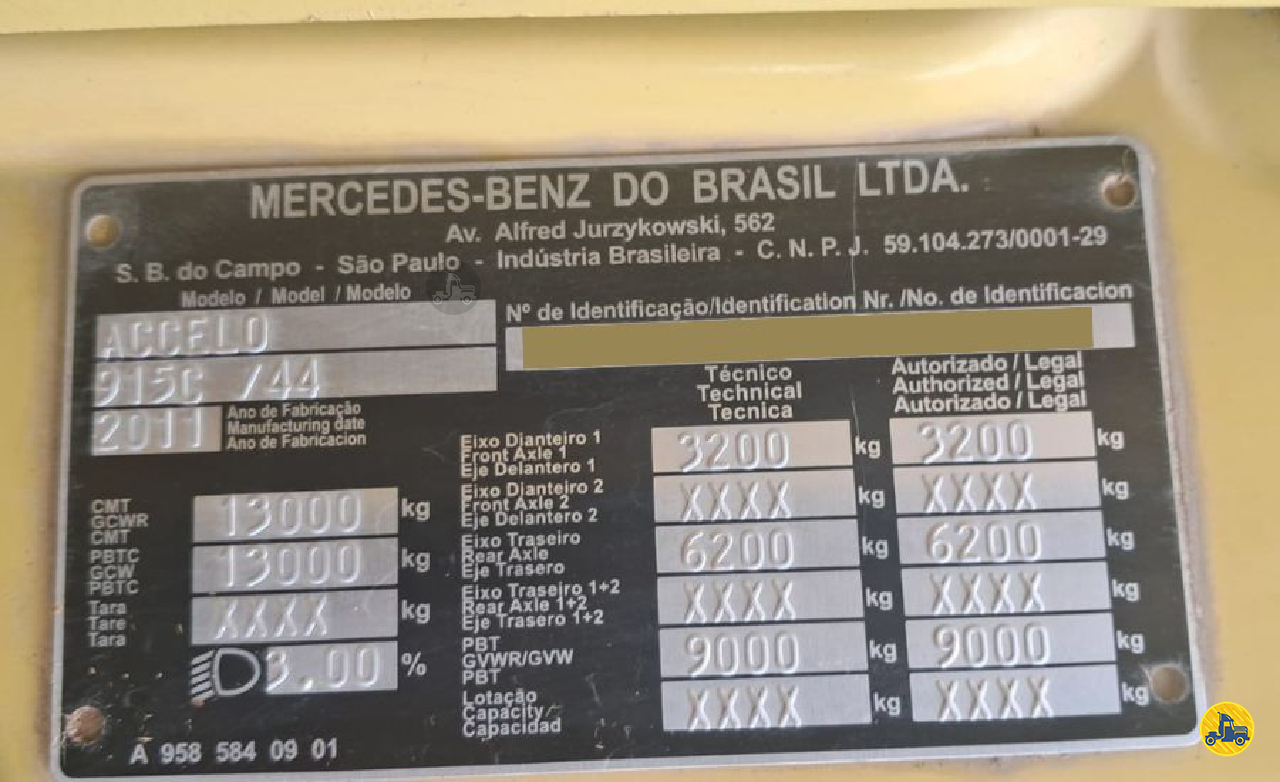 MERCEDES-BENZ DO BRASIL LTDA.
Av. Alfred Jurzykowski, 562
S. B. do Campo - São Paulo - Indústria Brasileira - C. N. P. J. 59.104.273/0001-29
Modelo / Model / Modelo
Nº de Identificação/Identification Nr. /No. de Identificacion
ACCELO
915C /44
2011
Ano de Fabricação
Manufacturing date
Ano de Fabricacion
Técnico
Technical
Tecnica
Autorizado / Legal
Authorized / Legal
Autorizado / Legal
Eixo Dianteiro 1
Front Axle 1
Eje Delantero 1
3200 kg 3200 kg
Eixo Dianteiro 2
Front Axle 2
Eje Delantero 2
XXXX kg XXXX kg
Eixo Traseiro
Rear Axle
Eje Trasero
6200 kg 6200 kg
Eixo Traseiro 1+2
Rear Axle 1+2
Eje Trasero 1+2
XXXX kg XXXX kg
PBT
GVWR/GVW
PBT
9000 kg 9000 kg
Lotação
Capacity/
Capacidad
XXXX kg XXXX kg
CMT
GCWR
CMT
13000 kg
PBTC
GCW
PBTC
13000 kg
Tara
Tare
Tara
XXXX kg
3,00 %
A 958 584 09 01